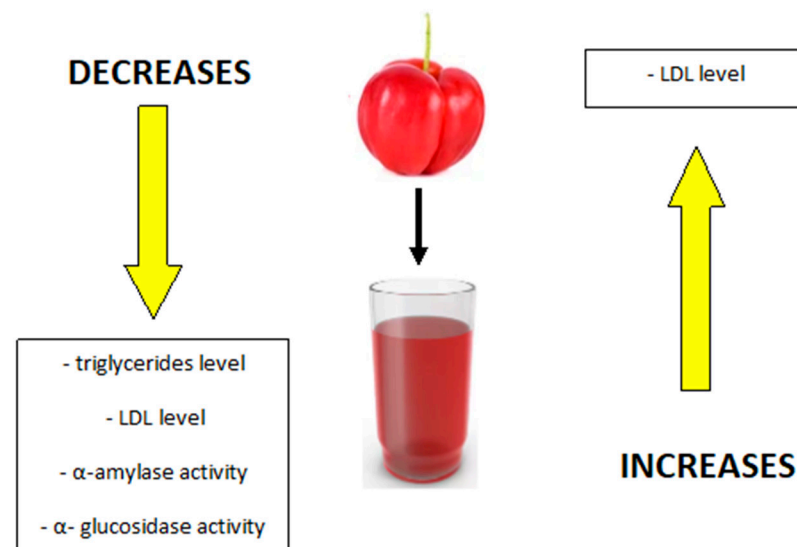 DECREASES
- triglycerides level
- LDL level
- α-amylase activity
- α- glucosidase activity
- LDL level
INCREASES